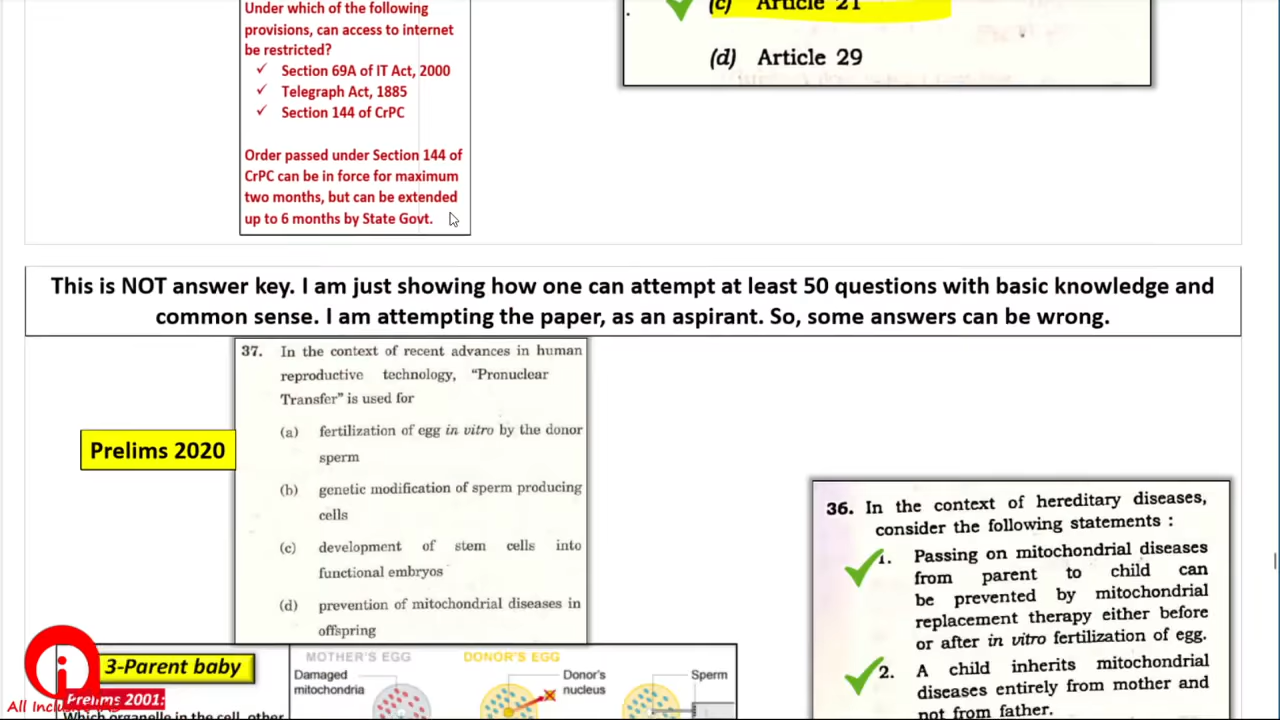 Under which of the following
provisions, can access to internet
be restricted?
✓ Section 69A of IT Act, 2000
✓ Telegraph Act, 1885
✓ Section 144 of CrPC
Order passed under Section 144 of
CrPC can be in force for maximum
two months, but can be extended
up to 6 months by State Govt.
(c) Article 21
(d) Article 29
This is NOT answer key. I am just showing how one can attempt at least 50 questions with basic knowledge and
common sense. I am attempting the paper, as an aspirant. So, some answers can be wrong.
Prelims 2020
37. In the context of recent advances in human
reproductive technology, “Pronuclear
Transfer” is used for
(a) fertilization of egg in vitro by the donor
sperm
(b) genetic modification of sperm producing
cells
(c) development of stem cells into
functional embryos
(d) prevention of mitochondrial diseases in
offspring
36. In the context of hereditary diseases,
consider the following statements :
1. Passing on mitochondrial diseases
from parent to child can
be prevented by mitochondrial
replacement therapy either before
or after in vitro fertilization of egg.
2. A child inherits mitochondrial
diseases entirely from mother and
not from father.
3-Parent baby
Prelims 2001:
Which organelle in the cell, other
MOTHER'S EGG
DONOR'S EGG
Damaged
mitochondria
Donor's
nucleus
Sperm
i
All Inclusive